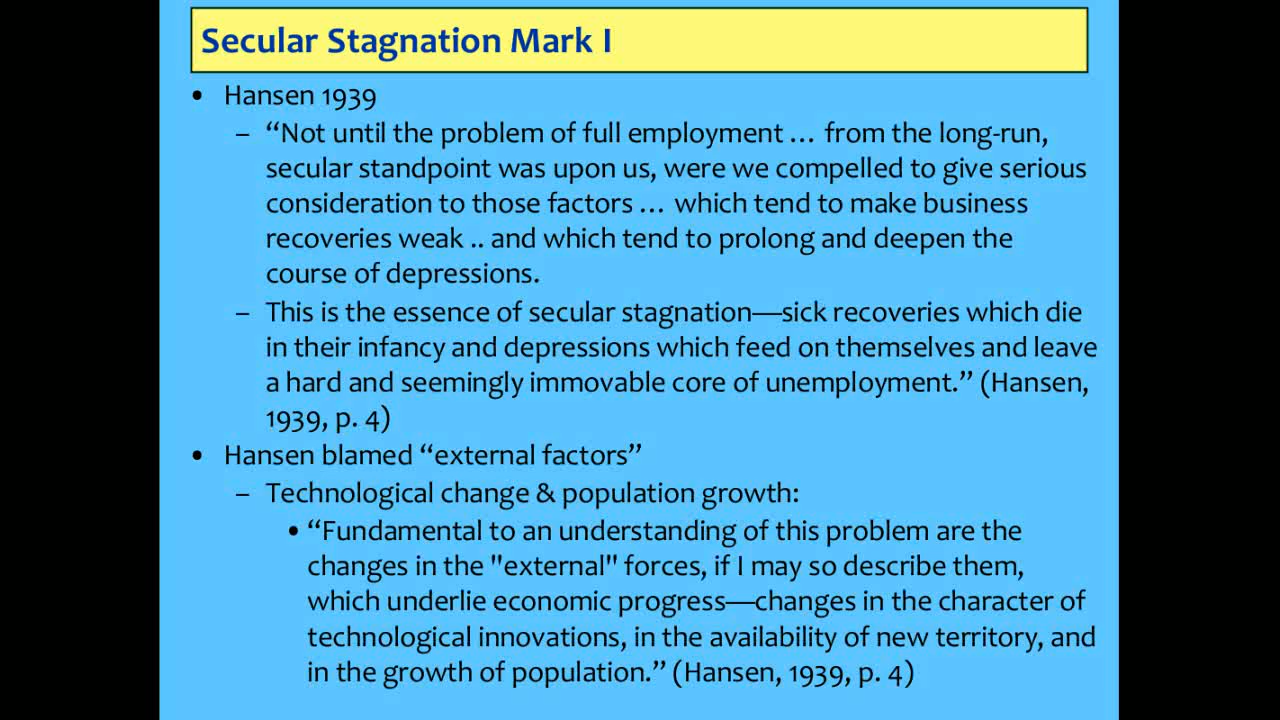 Secular Stagnation Mark I
• Hansen 1939
– “Not until the problem of full employment … from the long-run,
secular standpoint was upon us, were we compelled to give serious
consideration to those factors … which tend to make business
recoveries weak .. and which tend to prolong and deepen the
course of depressions.
– This is the essence of secular stagnation—sick recoveries which die
in their infancy and depressions which feed on themselves and leave
a hard and seemingly immovable core of unemployment.” (Hansen,
1939, p. 4)
• Hansen blamed “external factors”
– Technological change & population growth:
• “Fundamental to an understanding of this problem are the
changes in the "external" forces, if I may so describe them,
which underlie economic progress—changes in the character of
technological innovations, in the availability of new territory, and
in the growth of population.” (Hansen, 1939, p. 4)